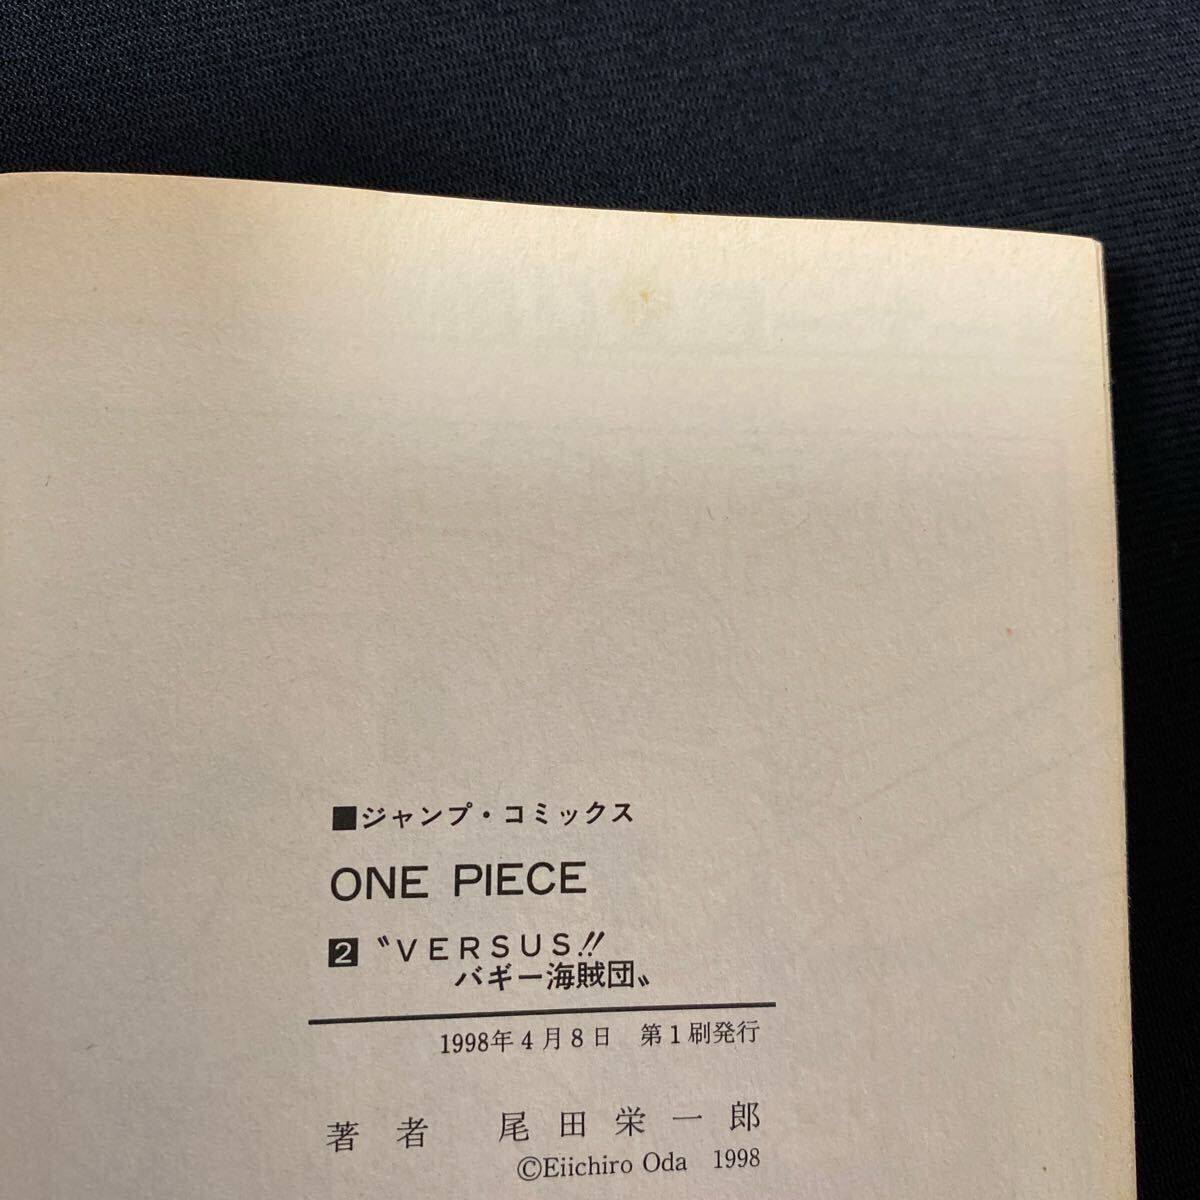 ■ジャンプ・コミックス
ONE PIECE
2 〝VERSUS!!
バギー海賊団〟
1998年4月8日 第1刷発行
著者 尾田栄一郎
©Eiichiro Oda 1998